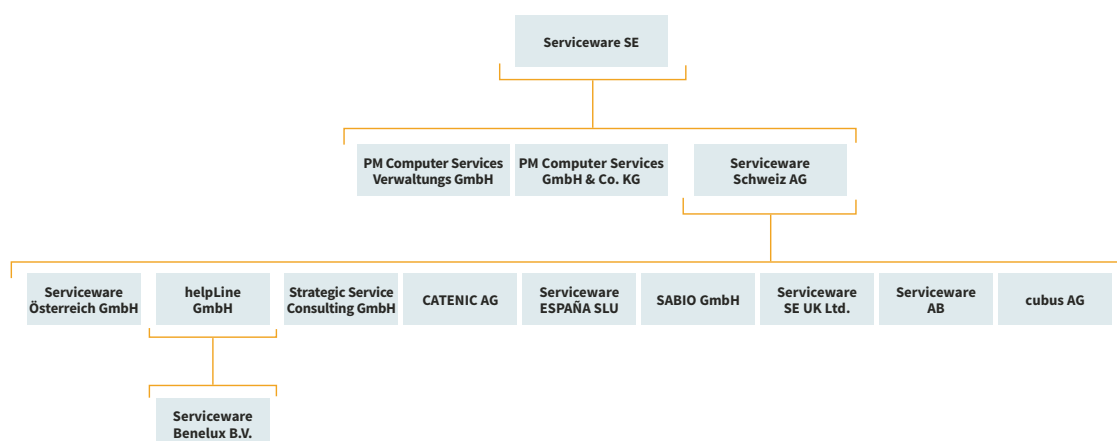 Serviceware SE
PM Computer Services
Verwaltungs GmbH
PM Computer Services
GmbH & Co. KG
Serviceware
Schweiz AG
Serviceware
Österreich GmbH
helpLine
GmbH
Strategic Service
Consulting GmbH
CATENIC AG
Serviceware
ESPAÑA SLU
SABIO GmbH
Serviceware
SE UK Ltd.
Serviceware
AB
cubus AG
Serviceware
Benelux B.V.